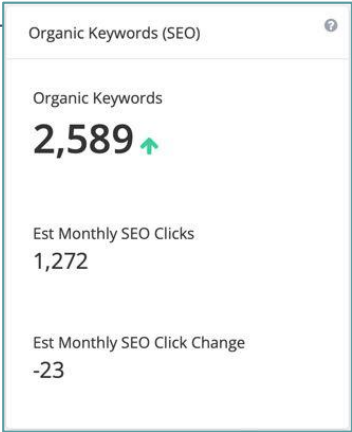 Organic Keywords (SEO)
?
Organic Keywords
2,589
Est Monthly SEO Clicks
1,272
Est Monthly SEO Click Change
-23